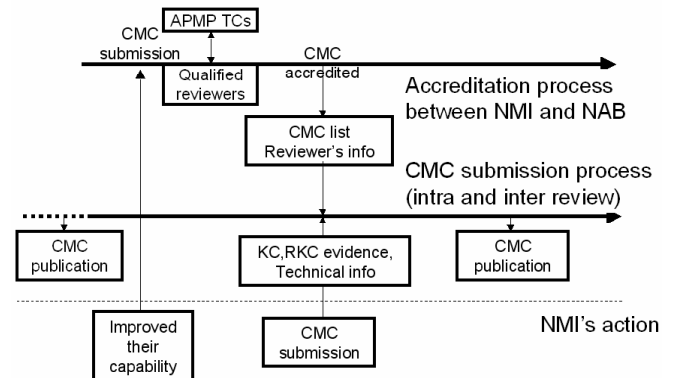 APMP TCs
CMC
submission
CMC
accredited
Qualified
reviewers
Accreditation process
between NMI and NAB
CMC list
Reviewer's info
CMC submission process
(intra and inter review)
CMC
publication
KC,RKC evidence,
Technical info
CMC
publication
NMI's action
Improved
their
capability
CMC
submission